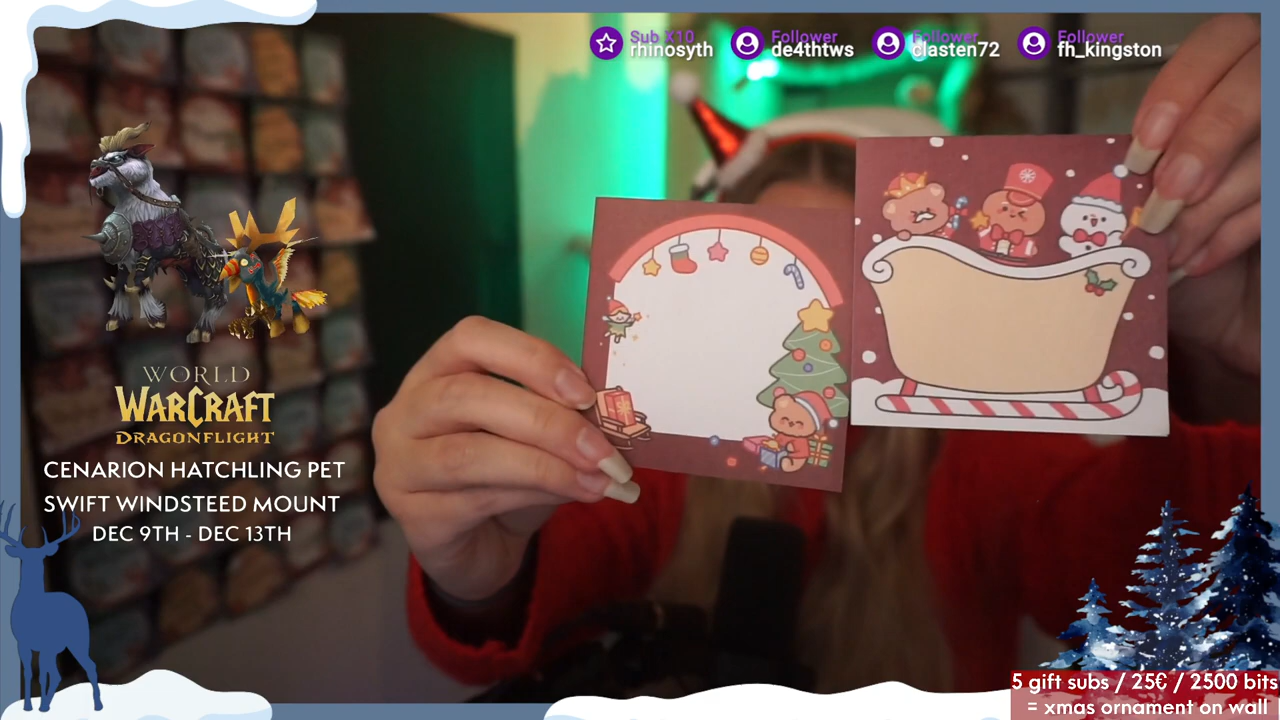 Sub X10
rhinosyth
Follower
de4thtws
Follower
clasten72
Follower
fh_kingston
WORLD
WARCRAFT
DRAGONFLIGHT
CENARION HATCHLING PET
SWIFT WINDSTEED MOUNT
DEC 9TH - DEC 13TH
5 gift subs / 25€ / 2500 bits
= xmas ornament on wall